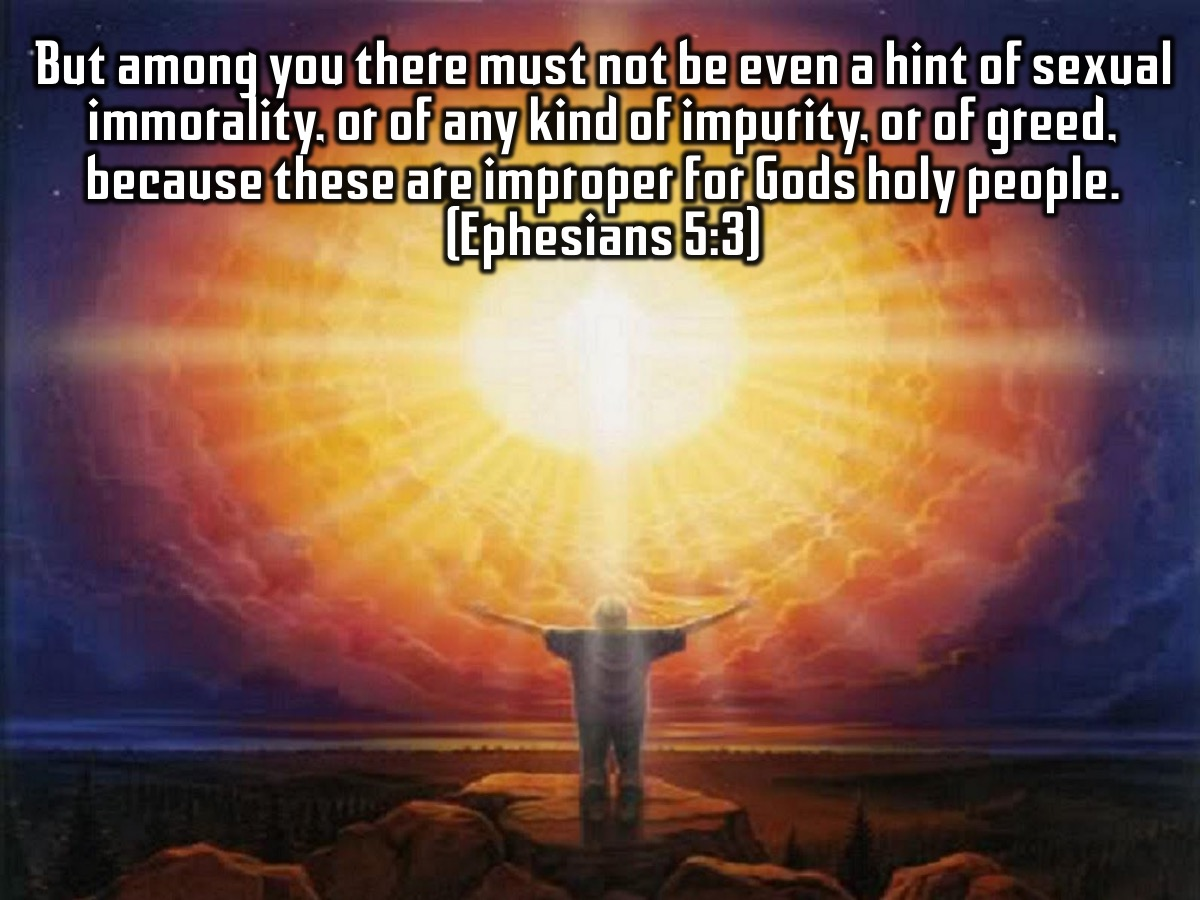 But among you there must not be even a hint of sexual
immorality, or of any kind of impurity, or of greed,
because these are improper for Gods holy people.
(Ephesians 5:3)